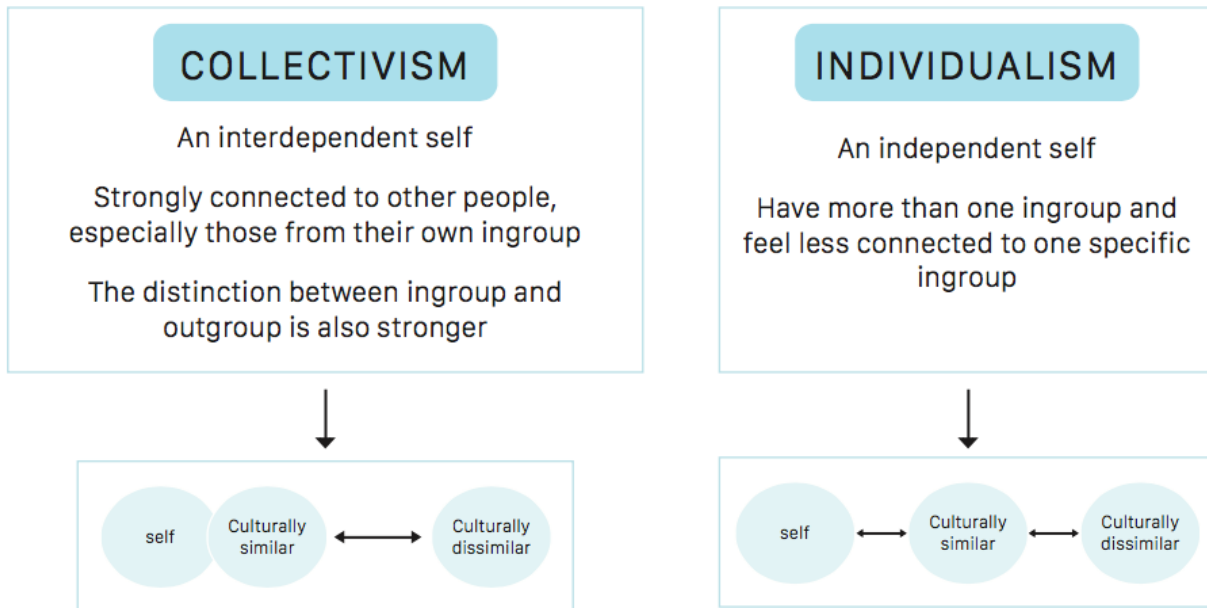 COLLECTIVISM
An interdependent self
Strongly connected to other people,
especially those from their own ingroup
The distinction between ingroup and
outgroup is also stronger
self
Culturally
similar
Culturally
dissimilar
INDIVIDUALISM
An independent self
Have more than one ingroup and
feel less connected to one specific
ingroup
self
Culturally
similar
Culturally
dissimilar